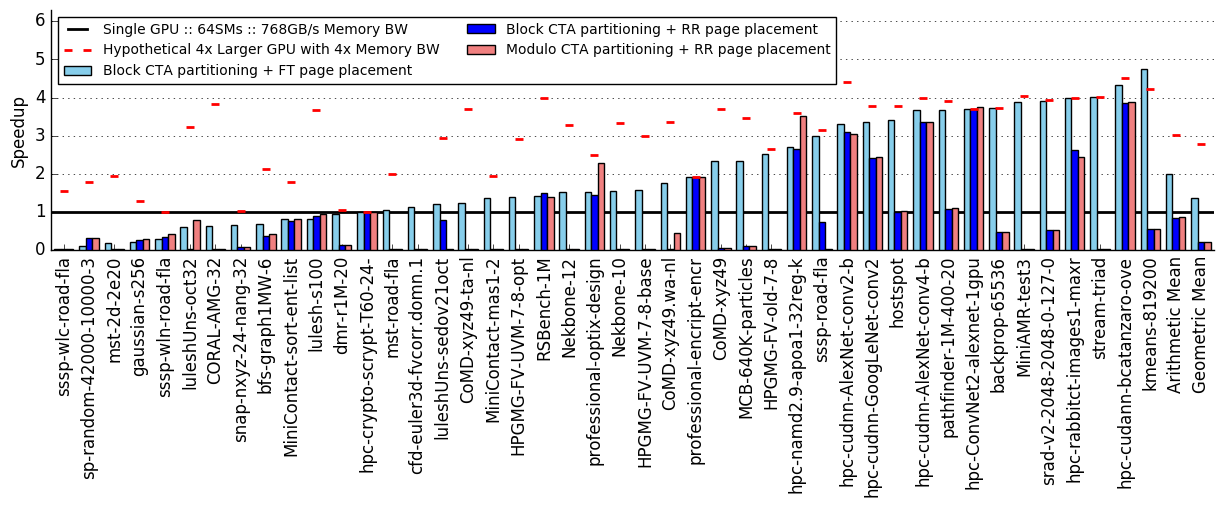 Single GPU :: 64SMs :: 768GB/s Memory BW
Hypothetical 4x Larger GPU with 4x Memory BW
Block CTA partitioning + FT page placement
Block CTA partitioning + RR page placement
Modulo CTA partitioning + RR page placement
Speedup
6
5
4
3
2
1
0
sssp-wlc-road-fla
sp-random-42000-10000-3
mst-2d-2e20
gaussian-s256
sssp-wln-road-fla
luleshUns-oct32
CORAL-AMG-32
snap-nxyz-24-nang-32
bfs-graph1MW-6
MiniContact-sort-ent-list
lulesh-s100
dmr-r1M-20
hpc-crypto-scrypt-T60-24-
mst-road-fla
cfd-euler3d-fvcorr.domn.1
luleshUns-sedov21oct
CoMD-xyz49-ta-nl
MiniContact-mas1-2
HPGMG-FV-UVM-7-8-opt
RSBench-1M
Nekbone-12
professional-optix-design
Nekbone-10
HPGMG-FV-UVM-7-8-base
CoMD-xyz49.wa-nl
professional-encript-encr
CoMD-xyz49
MCB-640K-particlles
HPGMG-FV-old-7-8
hpc-namd2.9-apoa1-32reg-k
sssp-road-fla
hpc-cudnn-AlexNet-conv2-b
hpc-cudnn-GoogLeNet-conv2
hostspot
hpc-cudnn-AlexNet-conv4-b
pathfinder-1M-400-20
hpc-ConvNet2-alexnet-1gpu
backprop-65536
MiniAMR-test3
srad-v2-2048-2048-0-127-0
hpc-rabbitct-images1-maxr
stream-triad
hpc-cudann-bcatanzaro-ove
kmeans-819200
Arithmetic Mean
Geometric Mean